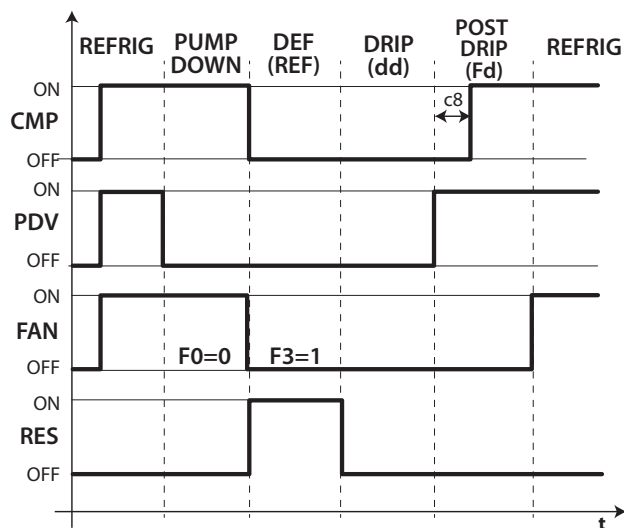 REFRIG
PUMP
DOWN
DEF
(REF)
DRIP
(dd)
POST
DRIP
(Fd)
REFRIG
ON
CMP
OFF
c8
ON
PDV
OFF
ON
FAN
OFF
F0=0
F3=1
ON
RES
OFF
t